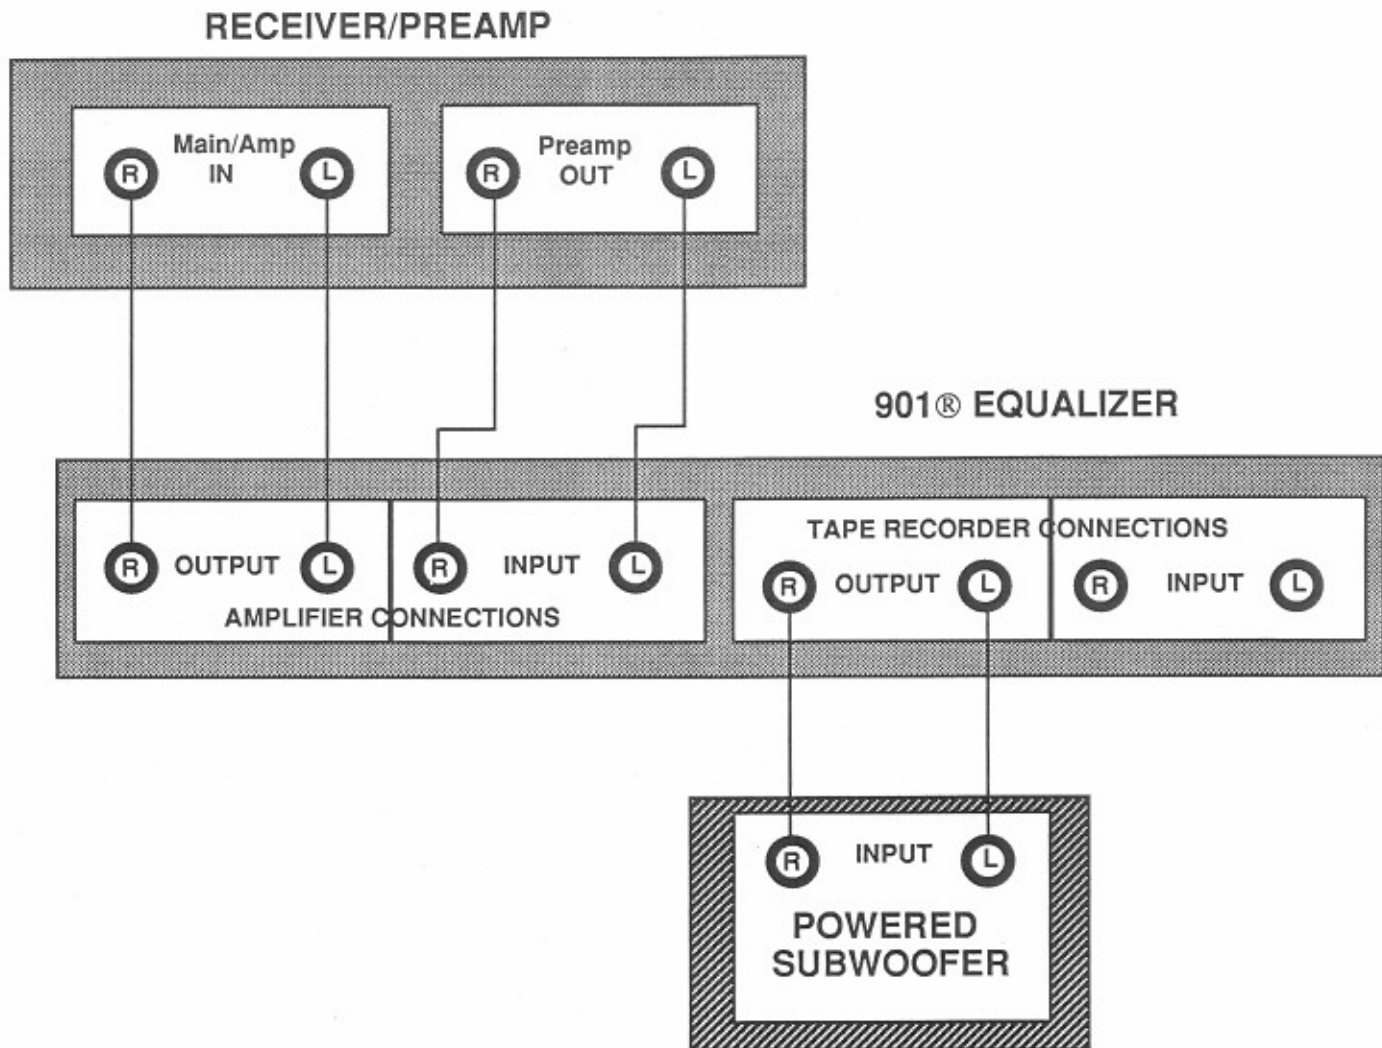 RECEIVER/PREAMP
R Main/Amp IN L
R Preamp OUT L
901® EQUALIZER
R OUTPUT L R INPUT L
AMPLIFIER CONNECTIONS
TAPE RECORDER CONNECTIONS
R OUTPUT L R INPUT L
R INPUT L
POWERED
SUBWOOFER